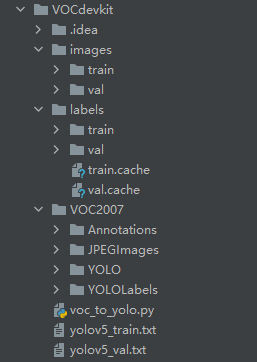 VOCdevkit
.idea
images
train
val
labels
train
val
train.cache
val.cache
VOC2007
Annotations
JPEGImages
YOLO
YOLOLabels
voc_to_yolo.py
yolov5_train.txt
yolov5_val.txt